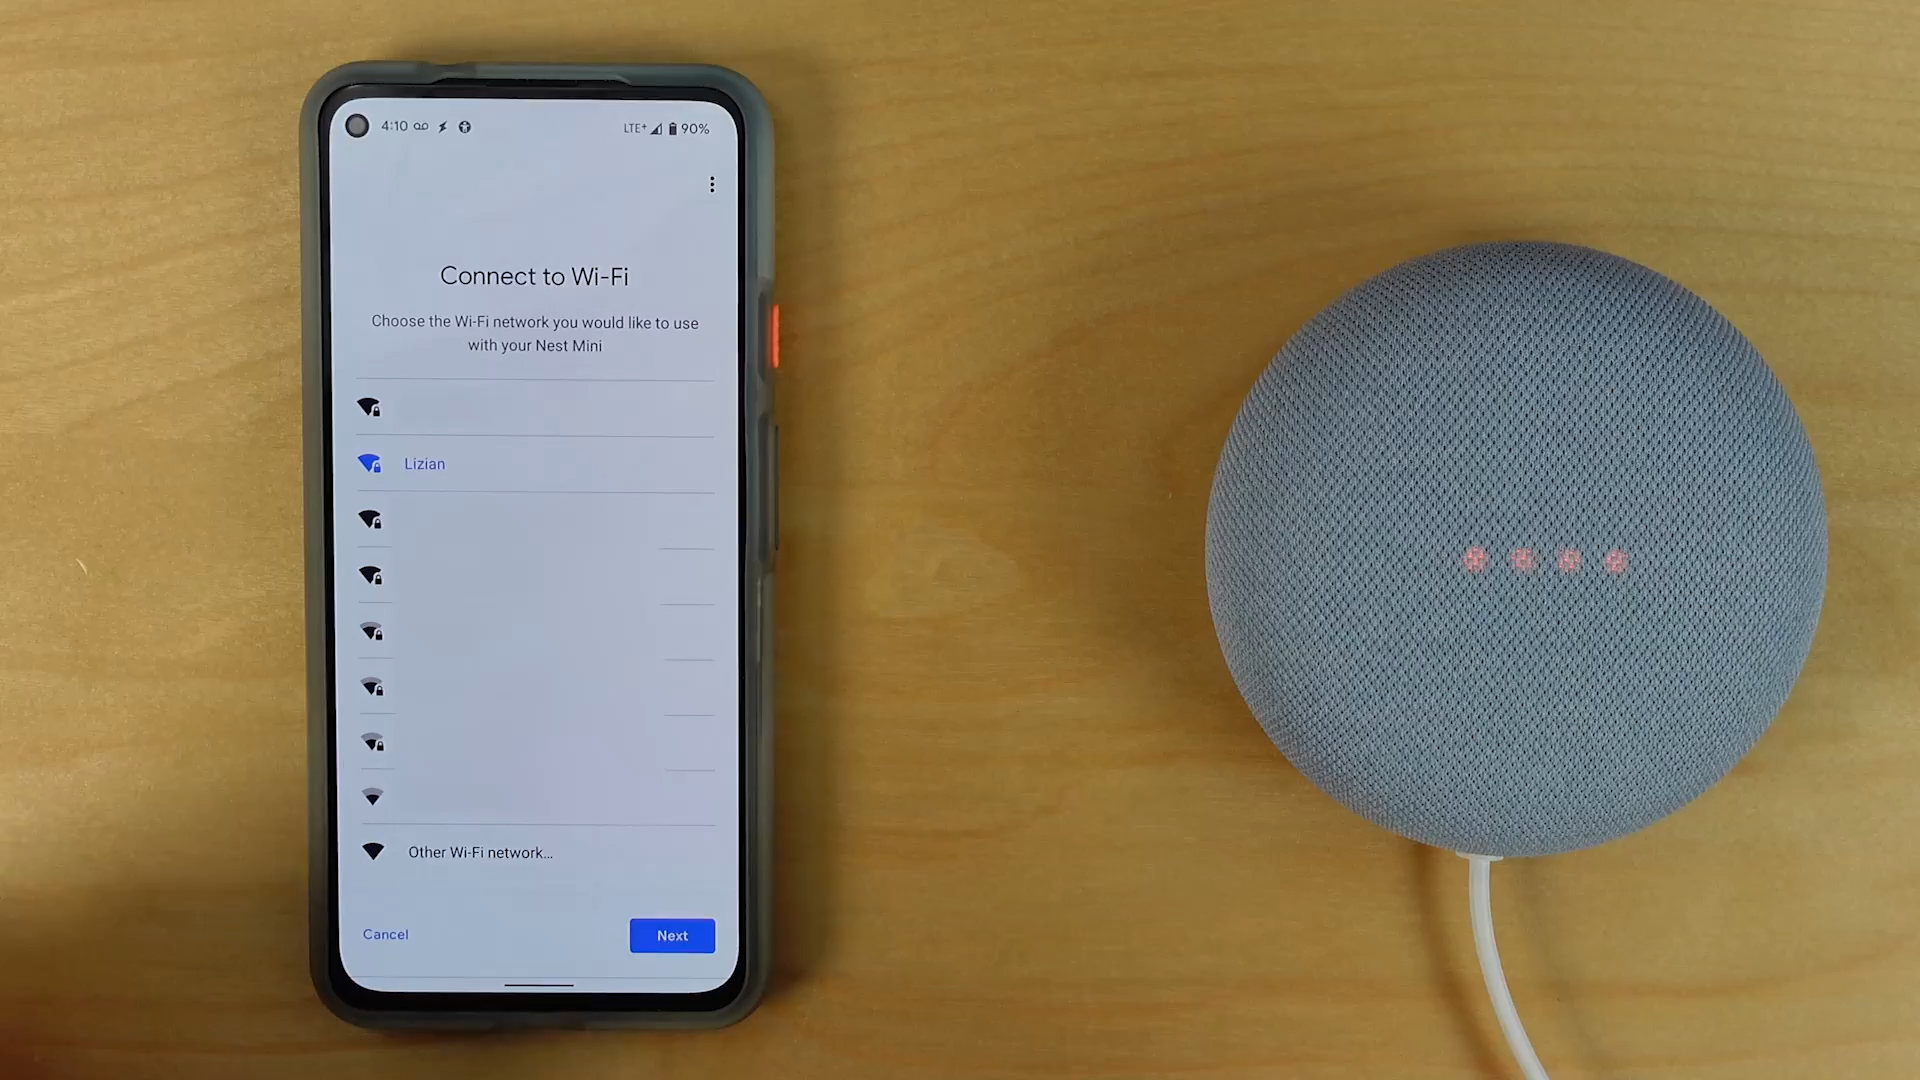 4:10
LTE+ 90%
Connect to Wi-Fi
Choose the Wi-Fi network you would like to use
with your Nest Mini
Lizian
Other Wi-Fi network...
Cancel
Next